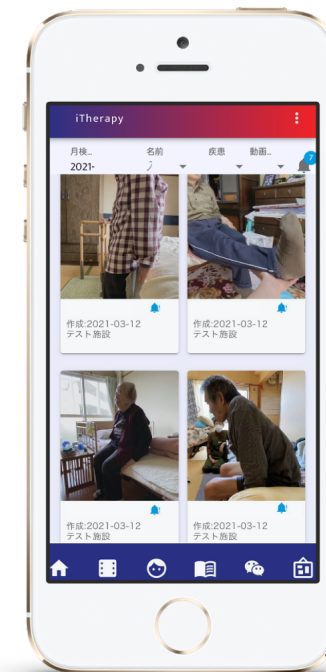 iTherapy
月検… 名前 疾患 動画…
2021-
7
作成:2021-03-12
テスト施設
作成:2021-03-12
テスト施設
作成:2021-03-12
テスト施設
作成:2021-03-12
テスト施設